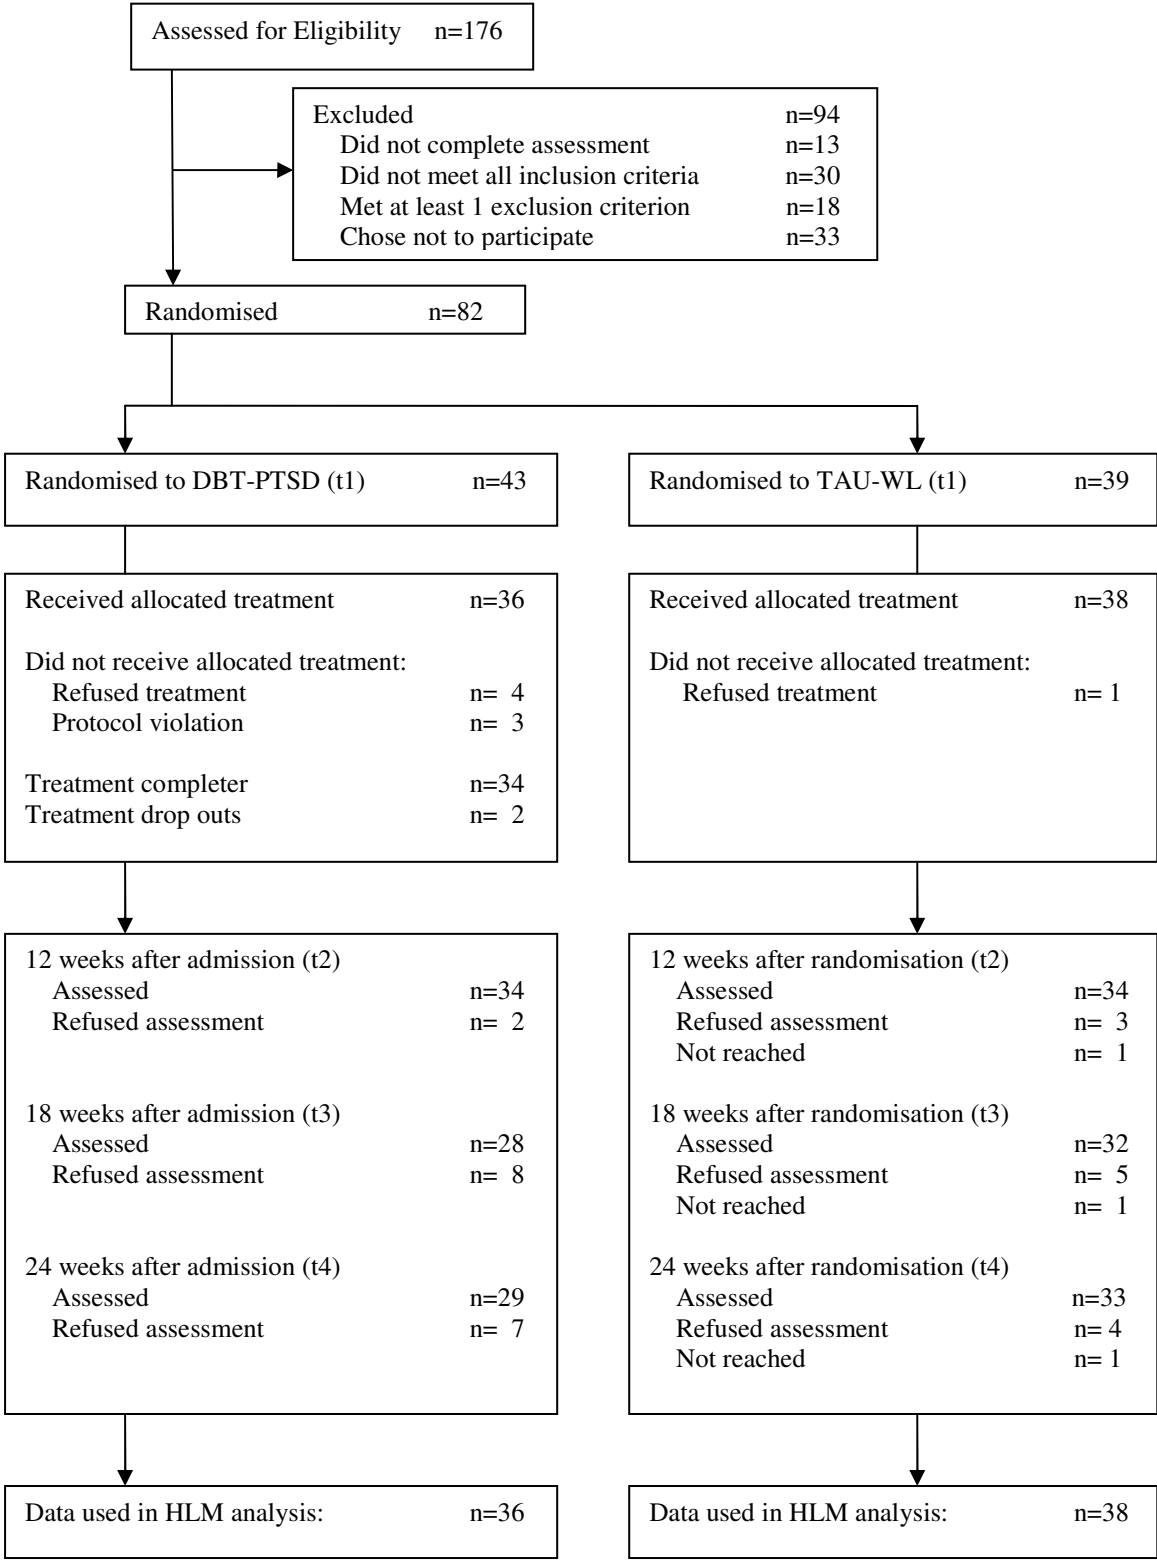 Assessed for Eligibility n=176
Excluded n=94
Did not complete assessment n=13
Did not meet all inclusion criteria n=30
Met at least 1 exclusion criterion n=18
Chose not to participate n=33
Randomised n=82
Randomised to DBT-PTSD (t1) n=43
Received allocated treatment n=36
Did not receive allocated treatment:
Refused treatment n= 4
Protocol violation n= 3
Treatment completer n=34
Treatment drop outs n= 2
12 weeks after admission (t2)
Assessed n=34
Refused assessment n= 2
18 weeks after admission (t3)
Assessed n=28
Refused assessment n= 8
24 weeks after admission (t4)
Assessed n=29
Refused assessment n= 7
Data used in HLM analysis: n=36
Randomised to TAU-WL (t1) n=39
Received allocated treatment n=38
Did not receive allocated treatment:
Refused treatment n= 1
12 weeks after randomisation (t2)
Assessed n=34
Refused assessment n= 3
Not reached n= 1
18 weeks after randomisation (t3)
Assessed n=32
Refused assessment n= 5
Not reached n= 1
24 weeks after randomisation (t4)
Assessed n=33
Refused assessment n= 4
Not reached n= 1
Data used in HLM analysis: n=38